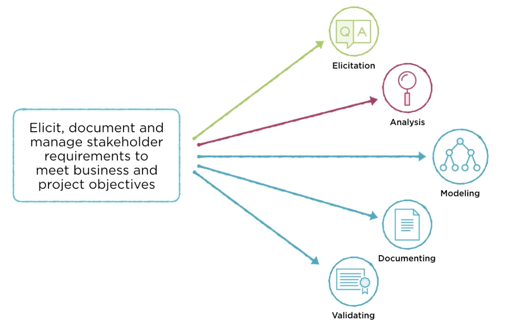 Q A
Elicitation
Analysis
Elicit, document and
manage stakeholder
requirements to
meet business and
project objectives
Modeling
Documenting
Validating